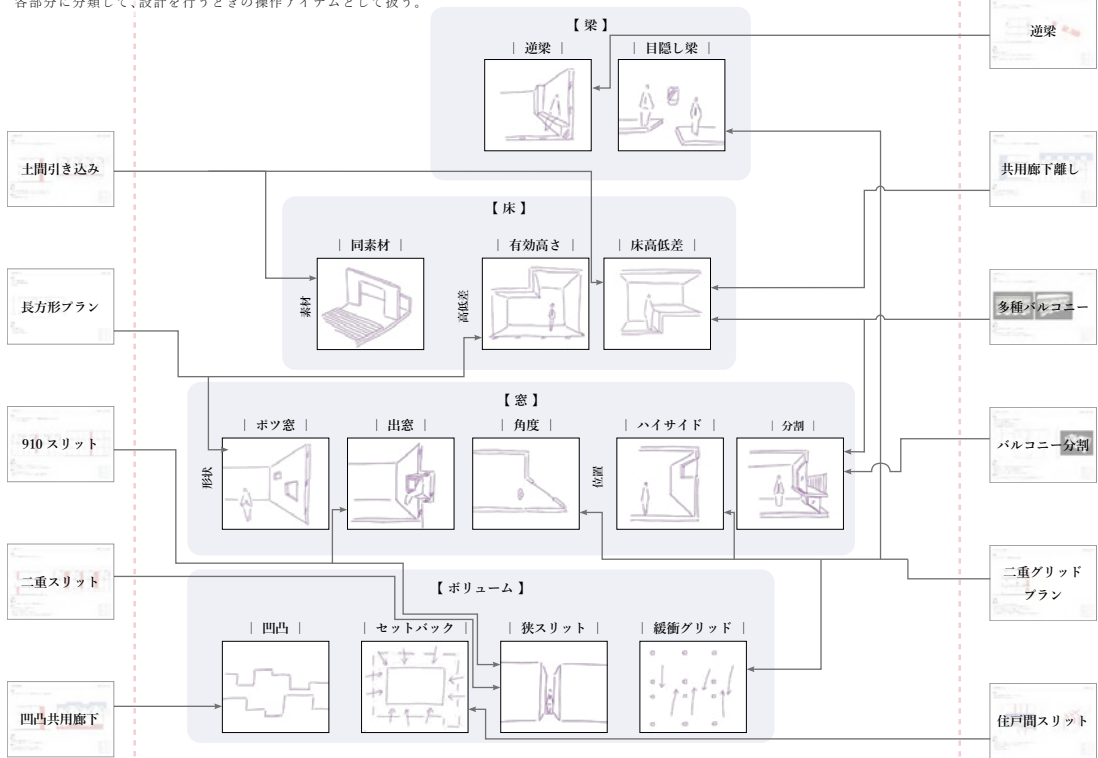 各部分に分類して、設計を行うときの操作アイテムとして扱う。
【 梁 】
｜ 逆梁 ｜
｜ 目隠し梁 ｜
逆梁
土間引き込み
共用廊下離し
【 床 】
｜ 同素材 ｜
｜ 有効高さ ｜
｜ 床高低差 ｜
素材
高低差
長方形プラン
多種バルコニー
【 窓 】
｜ ポツ窓 ｜
｜ 出窓 ｜
｜ 角度 ｜
｜ ハイサイド ｜
｜ 分割 ｜
形状
位置
910 スリット
バルコニー分割
二重スリット
二重グリッド
プラン
【 ボリューム 】
｜ 凹凸 ｜
｜ セットバック ｜
｜ 狭スリット ｜
｜ 緩衝グリッド ｜
凹凸共用廊下
住戸間スリット